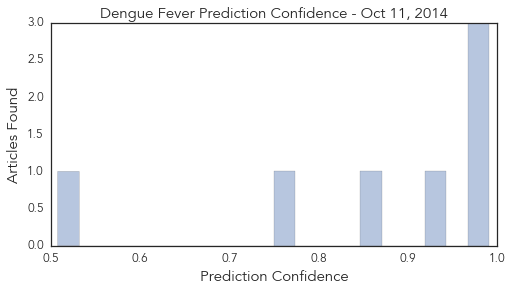 Dengue Fever Prediction Confidence - Oct 11, 2014
3.0
2.5
2.0
1.5
1.0
0.5
0.0
Articles Found
0.5 0.6 0.7 0.8 0.9 1.0
Prediction Confidence